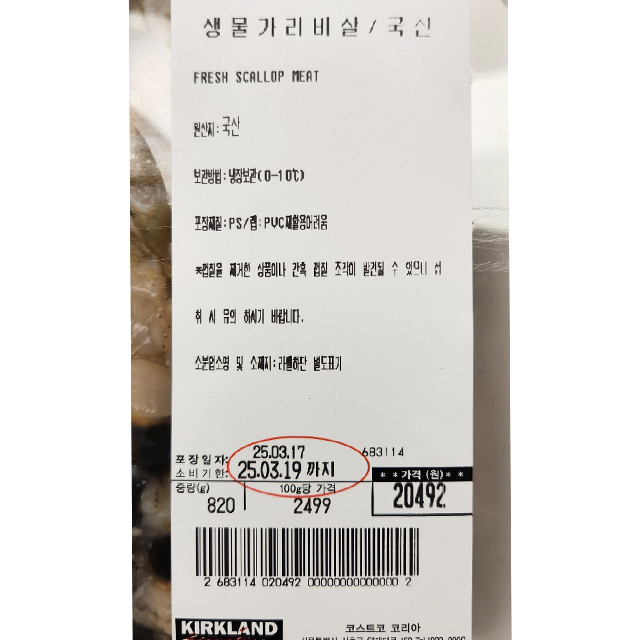 생물가리비살/국산
FRESH SCALLOP MEAT
원산지:국산
보관방법:냉장보관(0-10℃)
포장재질:PS/랩:PVC재활용어려움
※껍질을 제거한 상품이나 간혹 껍질 조각이 발견될 수 있으니 섭
취 시 유의 하시기 바랍니다.
소분업소명 및 소재지:라벨하단 별도표기
포장일자: 25.03.17 683114
소비기한: 25.03.19 까지
중량(g) 100g당 가격 **가격(원)**
820 2499 20492
2 683114 020492 00000000000000 2
KIRKLAND
코스트코 코리아